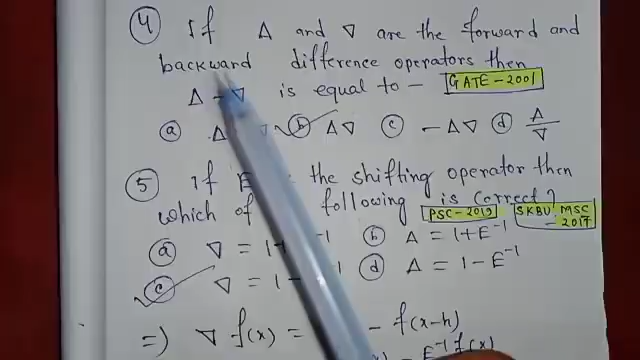 ④ If Δ and ∇ are the forward and
backward difference operators then
Δ - ∇ is equal to - GATE-2001
ⓐ Δ ∇ ⓑ Δ∇ ⓒ -Δ∇ ⓓ Δ/∇
⑤ If E the shifting operator then
which of following is correct?
PSC-2019 SKBU MSC -2017
ⓐ ∇ = 1+ -1 ⓑ Δ = 1+E⁻¹
ⓒ ∇ = 1- -1 ⓓ Δ = 1-E⁻¹
=) ∇f(x) = - f(x-h)
- E⁻¹f(x)